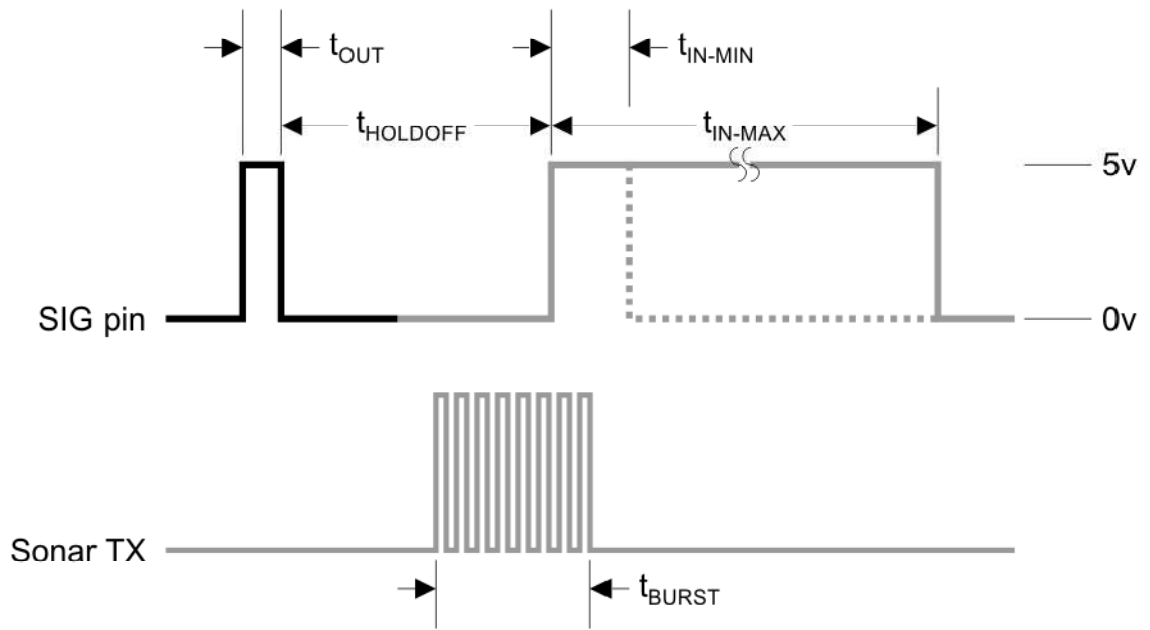 tOUT
tIN-MIN
tHOLDOFF
tIN-MAX
5v
SIG pin
0v
Sonar TX
tBURST